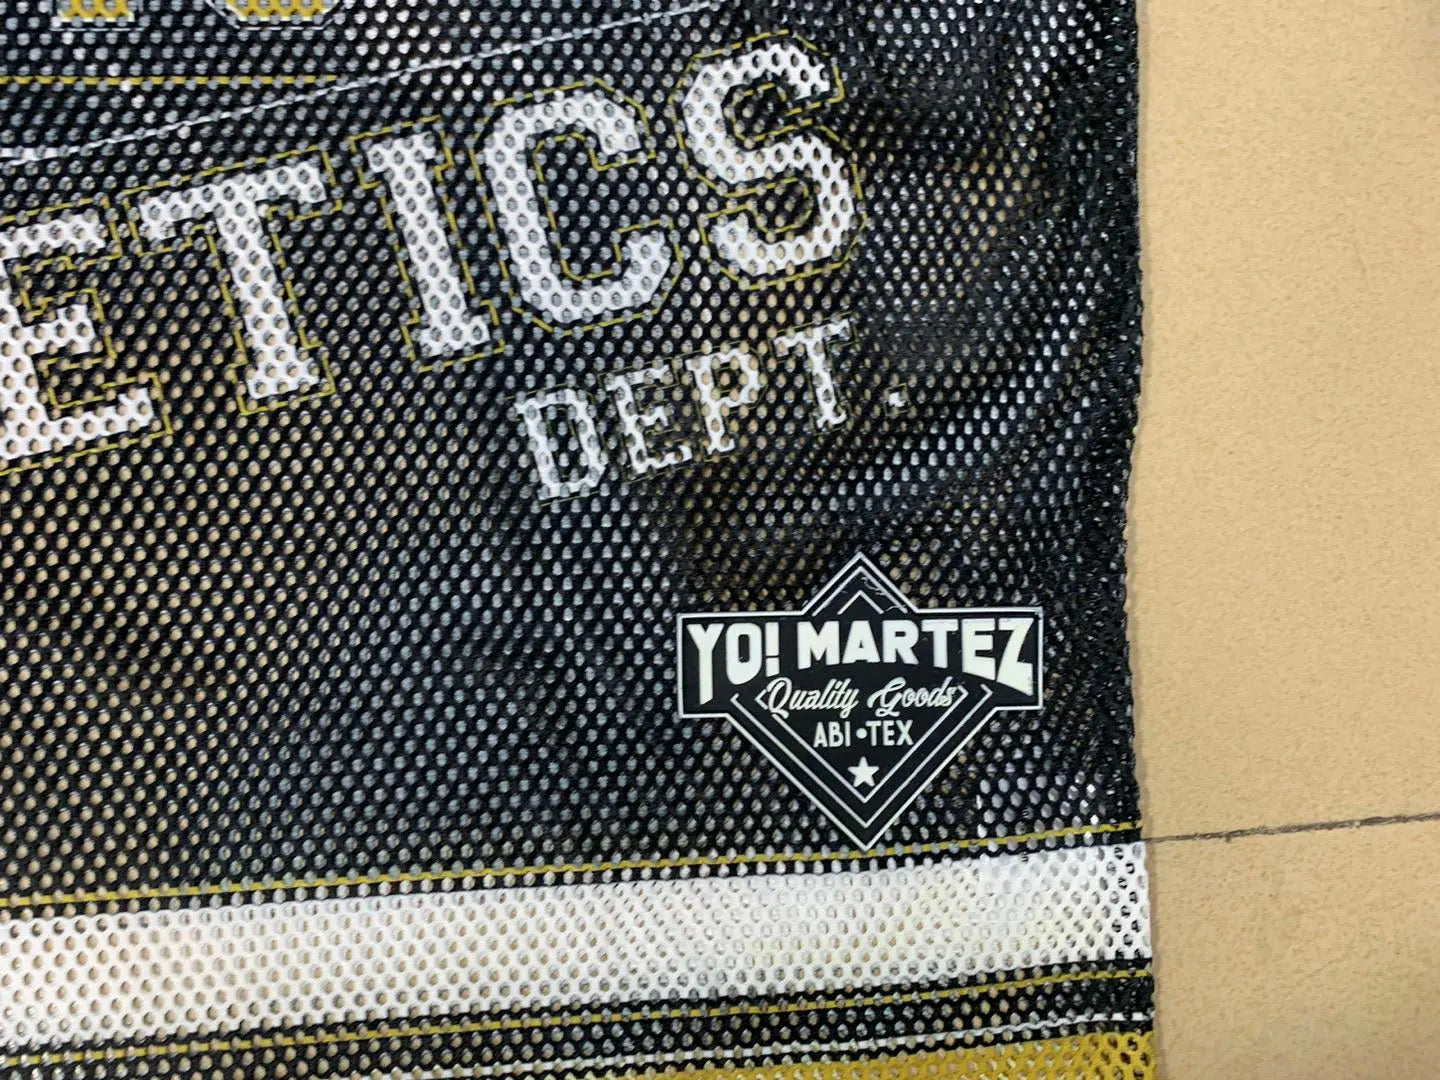 ETICS
DEPT.
YO! MARTEZ
Quality Goods
ABI•TEX